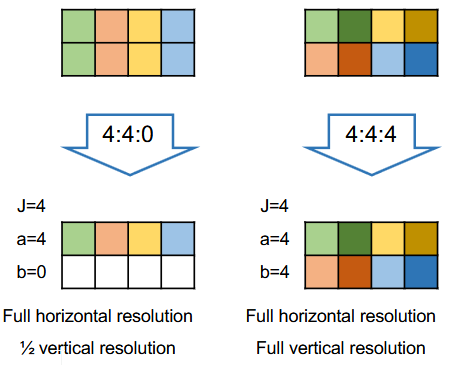 4:4:0
4:4:4
J=4
a=4
b=0
Full horizontal resolution
½ vertical resolution
J=4
a=4
b=4
Full horizontal resolution
Full vertical resolution